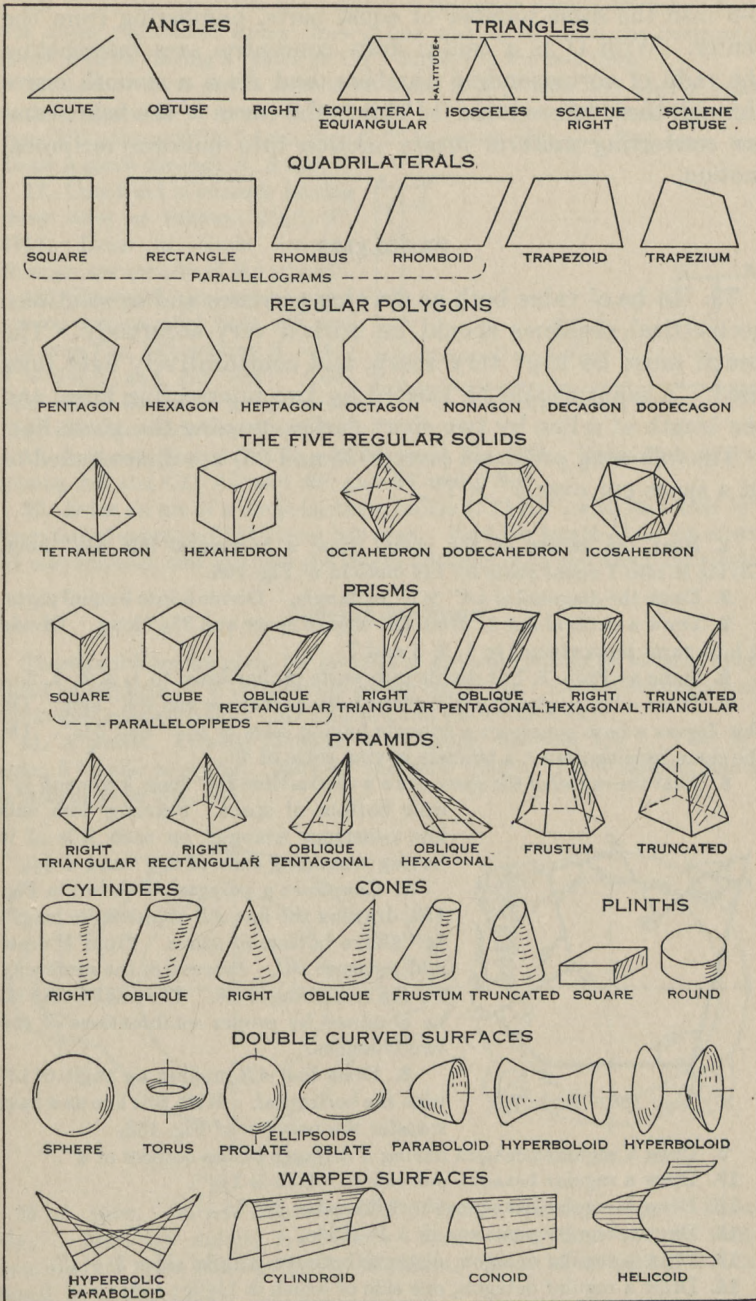 ANGLES
TRIANGLES
ALTITUDE
ACUTE
OBTUSE
RIGHT
EQUILATERAL
EQUIANGULAR
ISOSCELES
SCALENE
RIGHT
SCALENE
OBTUSE
QUADRILATERALS
SQUARE
RECTANGLE
RHOMBUS
RHOMBOID
TRAPEZOID
TRAPEZIUM
PARALLELOGRAMS
REGULAR POLYGONS
PENTAGON
HEXAGON
HEPTAGON
OCTAGON
NONAGON
DECAGON
DODECAGON
THE FIVE REGULAR SOLIDS
TETRAHEDRON
HEXAHEDRON
OCTAHEDRON
DODECAHEDRON
ICOSAHEDRON
PRISMS
SQUARE
CUBE
OBLIQUE
RECTANGULAR
RIGHT
TRIANGULAR
OBLIQUE
PENTAGONAL
RIGHT
HEXAGONAL
TRUNCATED
TRIANGULAR
PARALLELOPIPEDS
PYRAMIDS
RIGHT
TRIANGULAR
RIGHT
RECTANGULAR
OBLIQUE
PENTAGONAL
OBLIQUE
HEXAGONAL
FRUSTUM
TRUNCATED
CYLINDERS
CONES
PLINTHS
RIGHT
OBLIQUE
RIGHT
OBLIQUE
FRUSTUM
TRUNCATED
SQUARE
ROUND
DOUBLE CURVED SURFACES
SPHERE
TORUS
ELLIPSOIDS
PROLATE
OBLATE
PARABOLOID
HYPERBOLOID
HYPERBOLOID
WARPED SURFACES
HYPERBOLIC
PARABOLOID
CYLINDROID
CONOID
HELICOID